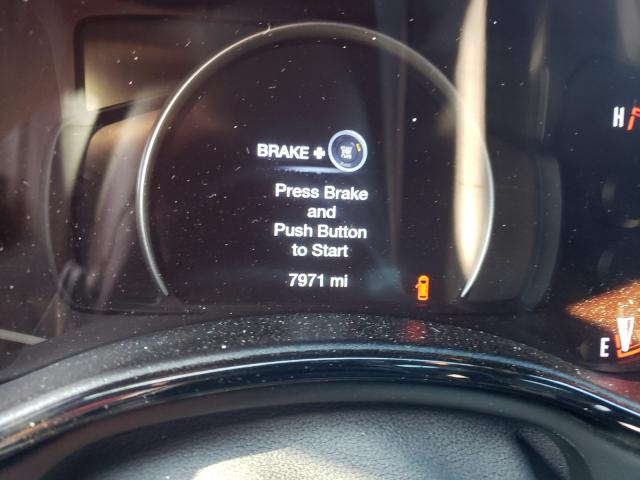 H
BRAKE +
Press Brake
and
Push Button
to Start
7971 mi
E